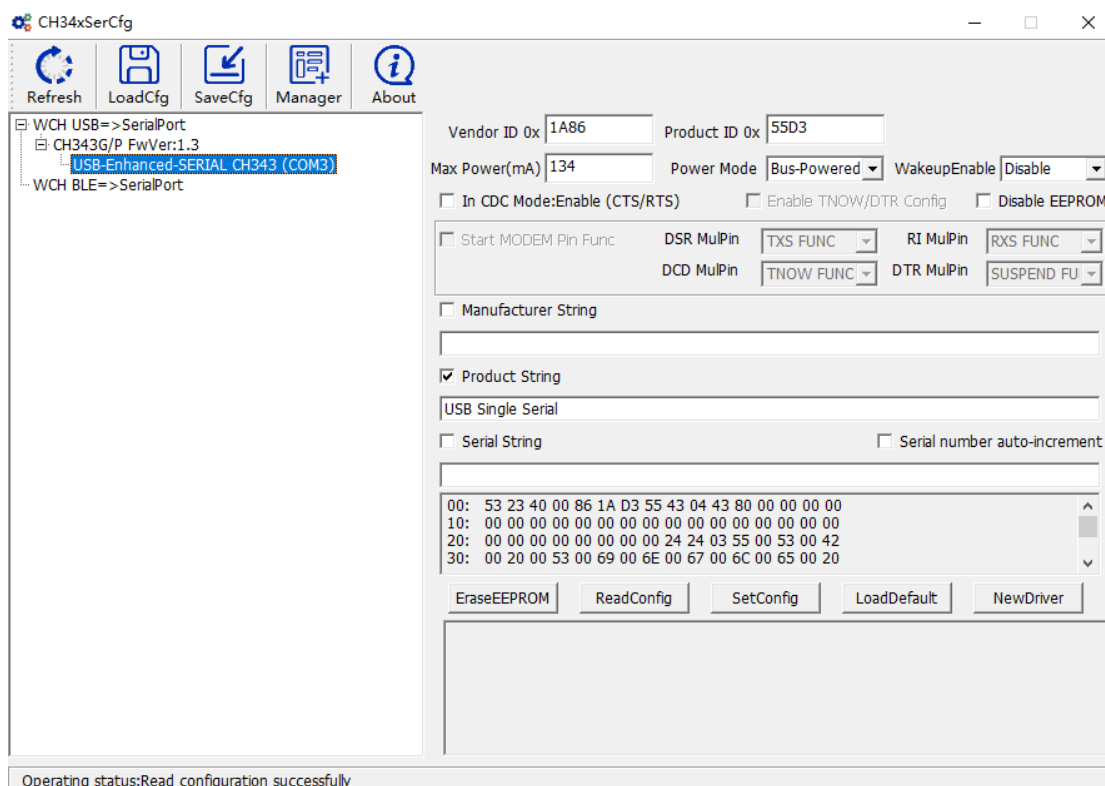 CH34xSerCfg
Refresh LoadCfg SaveCfg Manager About
WCH USB=>SerialPort
CH343G/P FwVer:1.3
USB-Enhanced-SERIAL CH343 (COM3)
WCH BLE=>SerialPort
Vendor ID 0x 1A86 Product ID 0x 55D3
Max Power(mA) 134 Power Mode Bus-Powered WakeupEnable Disable
In CDC Mode:Enable (CTS/RTS) Enable TNOW/DTR Config Disable EEPROM
Start MODEM Pin Func DSR MulPin TXS FUNC RI MulPin RXS FUNC
DCD MulPin TNOW FUNC DTR MulPin SUSPEND FU
Manufacturer String
Product String
USB Single Serial
Serial String Serial number auto-increment
00: 53 23 40 00 86 1A D3 55 43 04 43 80 00 00 00 00
10: 00 00 00 00 00 00 00 00 00 00 00 00 00 00 00 00
20: 00 00 00 00 00 00 00 00 24 24 03 55 00 53 00 42
30: 00 20 00 53 00 69 00 6E 00 67 00 6C 00 65 00 20
EraseEEPROM ReadConfig SetConfig LoadDefault NewDriver
Operating status:Read configuration successfully